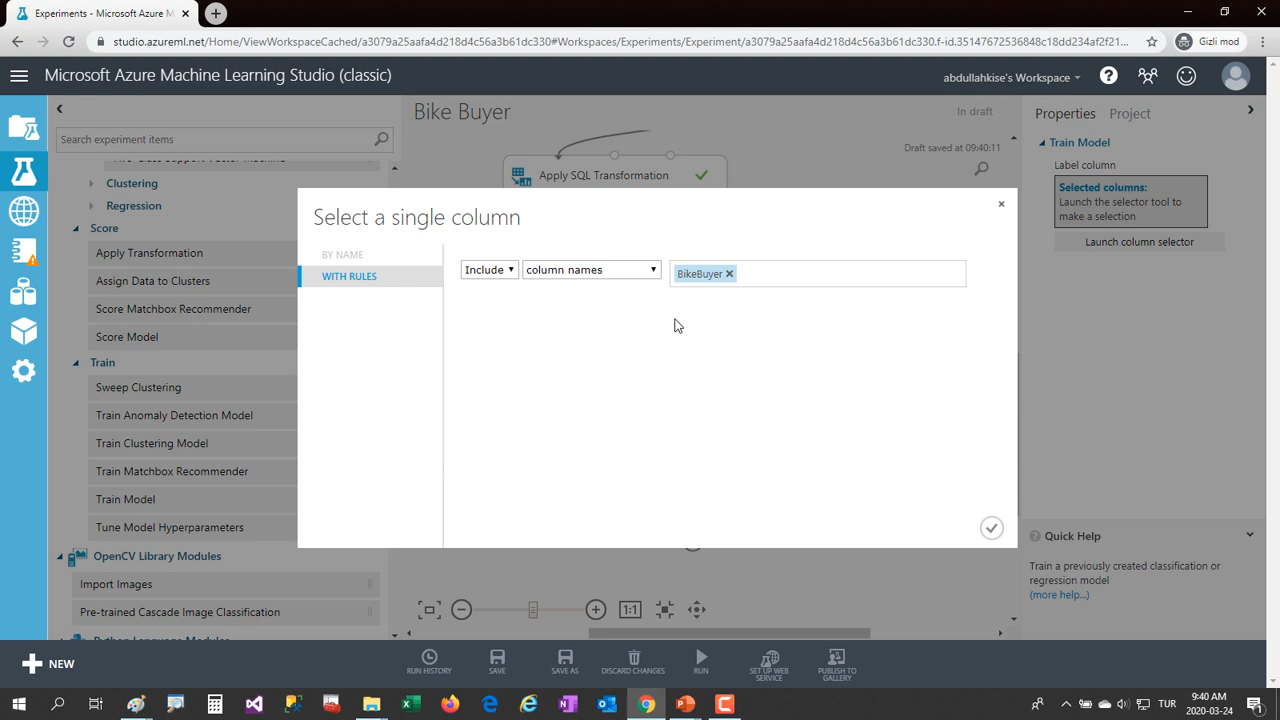 Experiments - Microsoft Azure M
studio.azureml.net/Home/ViewWorkspaceCached/a3079a25aafa4d218d4c56a3b61dc330#Workspaces/Experiments/Experiment/a3079a25aafa4d218d4c56a3b61dc330.f-id.35147672536848c18dd234af2f21...
Gizli mod
Microsoft Azure Machine Learning Studio (classic)
abdullahkise's Workspace
Search experiment items
Clustering
Regression
Score
Apply Transformation
Assign Data to Clusters
Score Matchbox Recommender
Score Model
Train
Sweep Clustering
Train Anomaly Detection Model
Train Clustering Model
Train Matchbox Recommender
Train Model
Tune Model Hyperparameters
OpenCV Library Modules
Import Images
Pre-trained Cascade Image Classification
Bike Buyer
In draft
Draft saved at 09:40:11
Apply SQL Transformation
Select a single column
BY NAME
WITH RULES
Include
column names
BikeBuyer
1:1
Properties
Project
Train Model
Label column
Selected columns:
Launch the selector tool to
make a selection
Launch column selector
Quick Help
Train a previously created classification or
regression model
(more help...)
NEW
RUN HISTORY
SAVE
SAVE AS
DISCARD CHANGES
RUN
SET UP WEB
SERVICE
PUBLISH TO
GALLERY
TUR
9:40 AM
2020-03-24